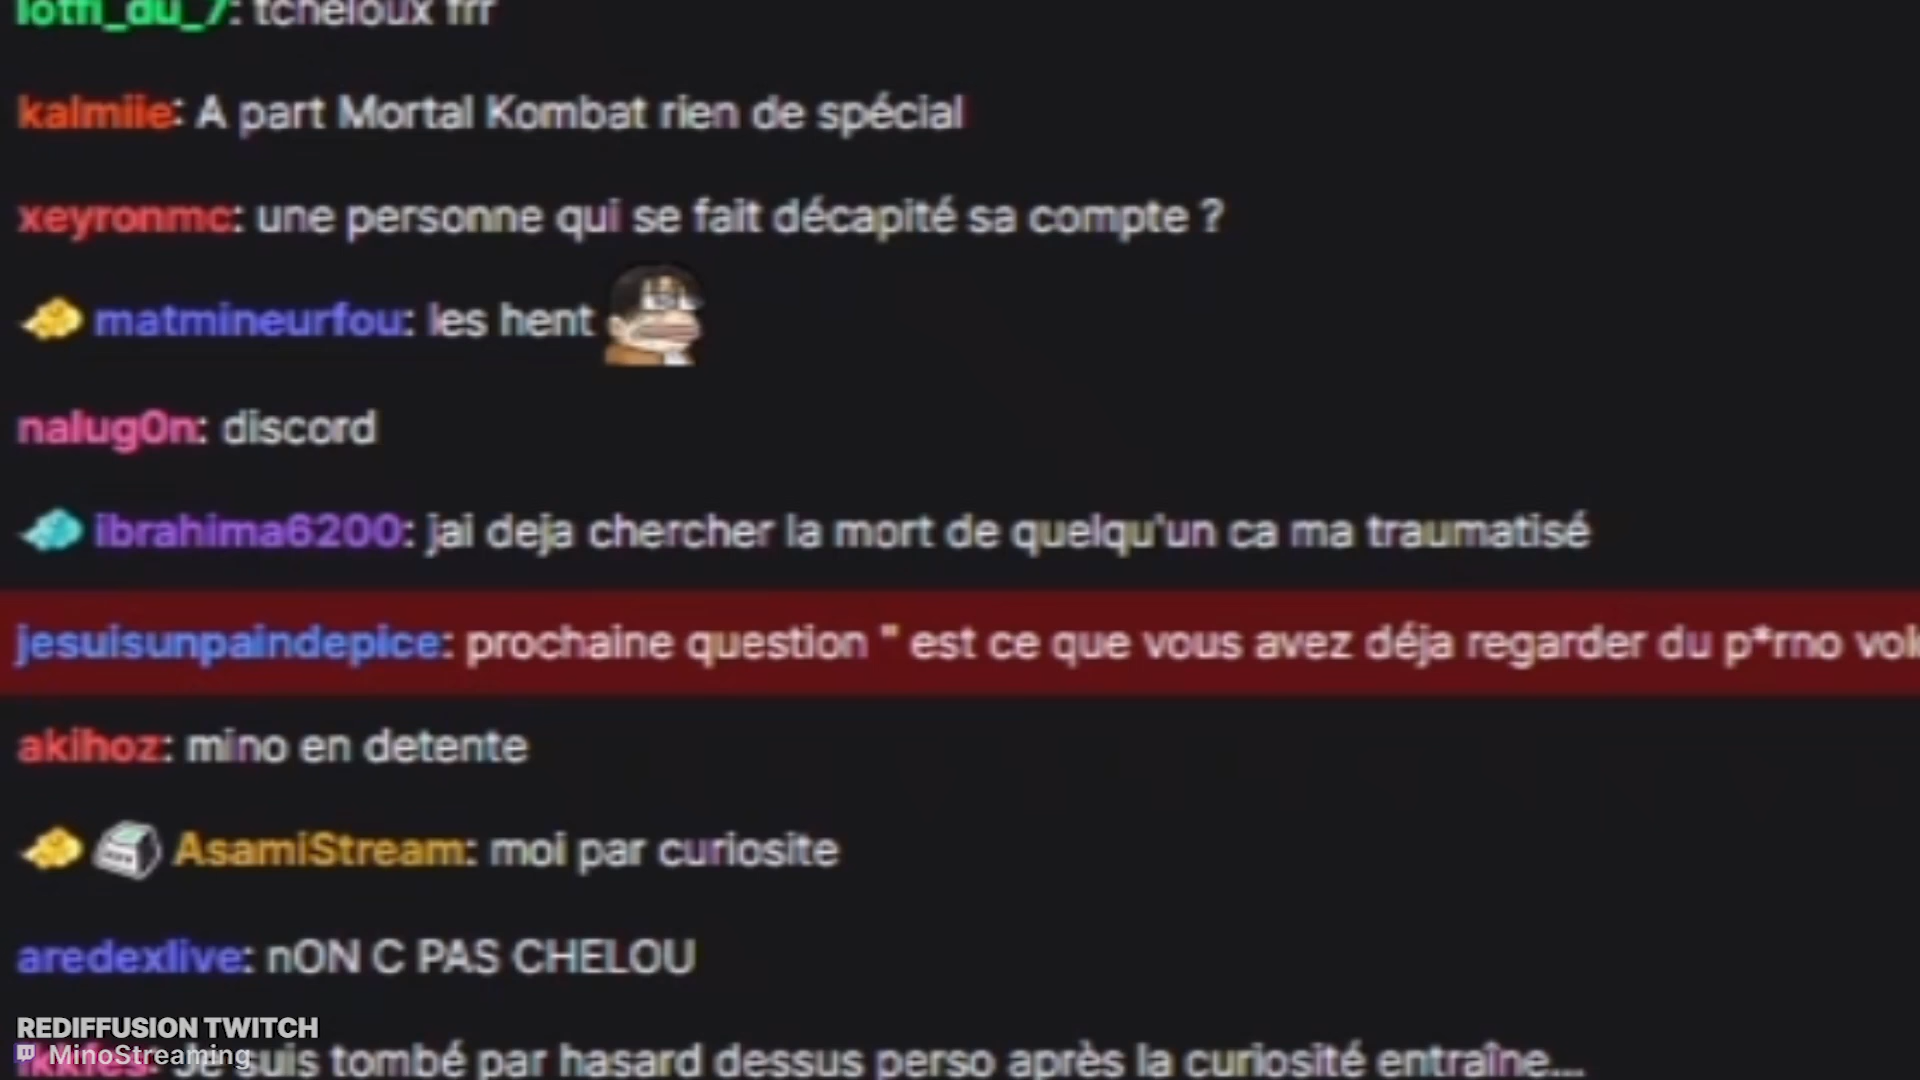 lotfi_du_7: tcheloux frr
kalmiie: A part Mortal Kombat rien de spécial
xeyronmc: une personne qui se fait décapité sa compte ?
matmineurfou: les hent
nalug0n: discord
ibrahima6200: jai deja chercher la mort de quelqu'un ca ma traumatisé
jesuisunpaindepice: prochaine question " est ce que vous avez déja regarder du p*rno
akihoz: mino en detente
AsamiStream: moi par curiosite
aredexlive: nON C PAS CHELOU
REDIFFUSION TWITCH
MinoStreaming
Je suis tombé par hasard dessus perso après la curiosité entraîne...